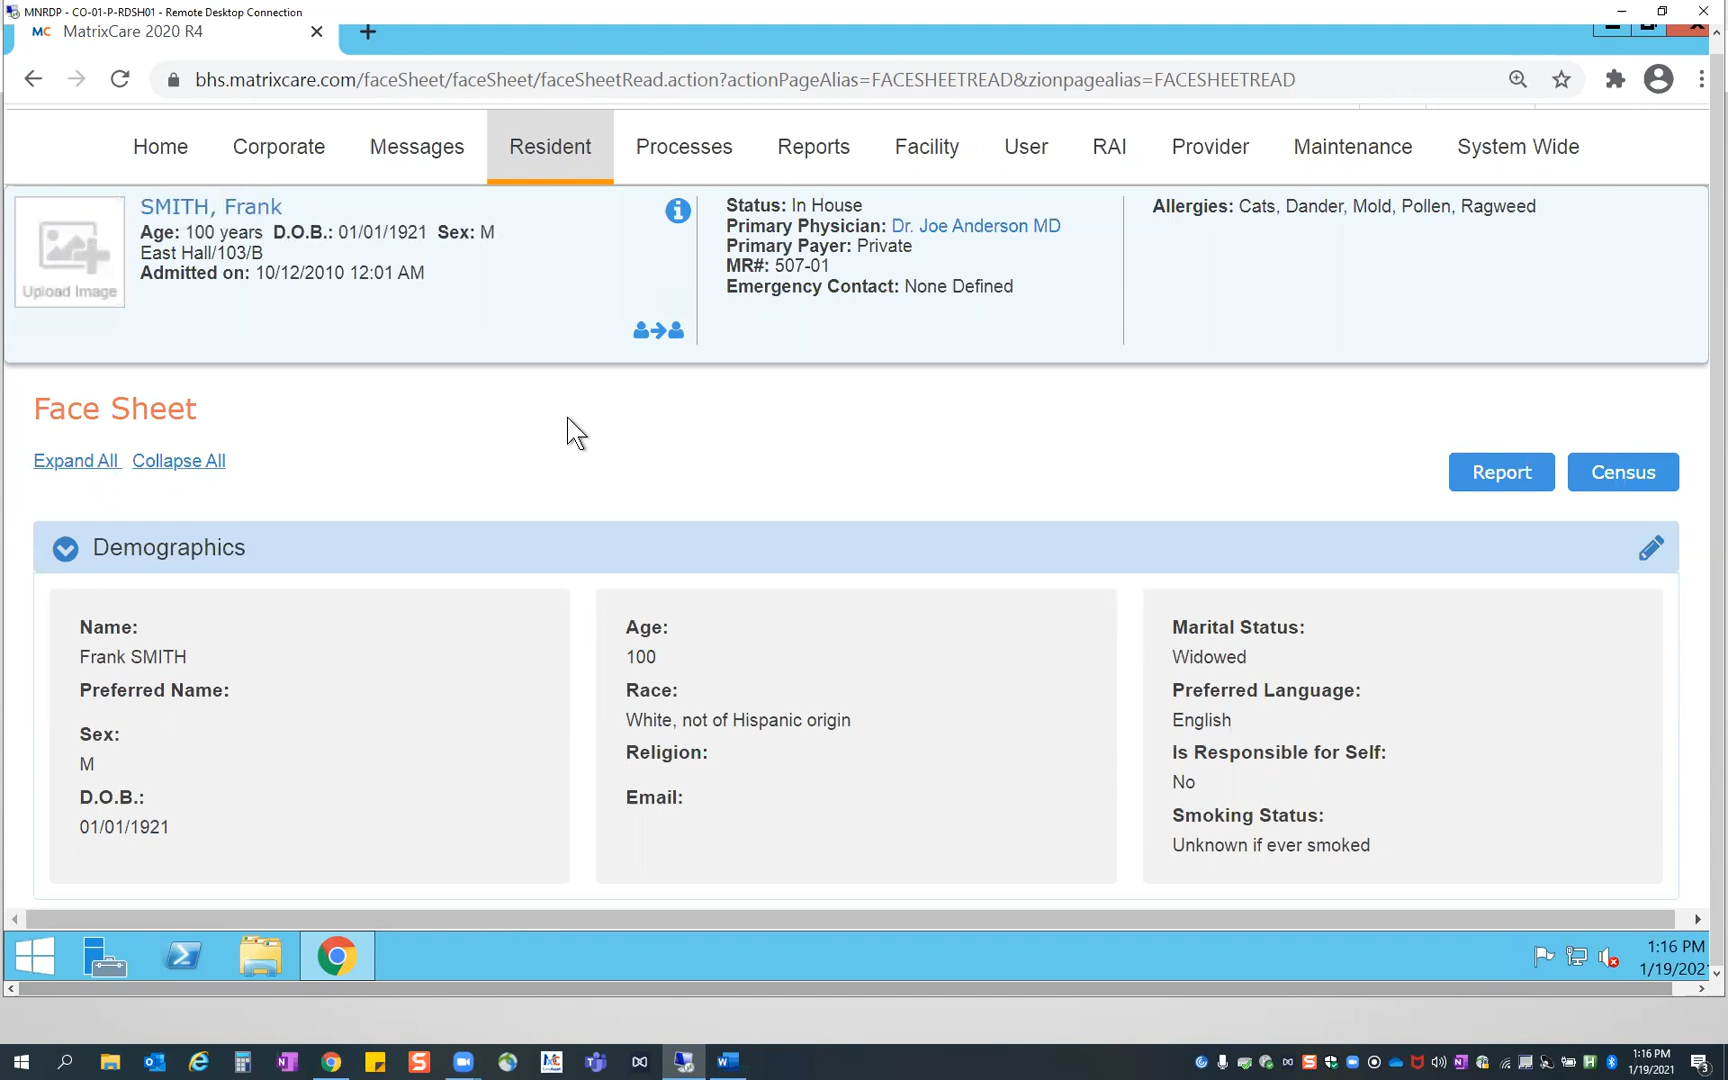 MNRDP - CO-01-P-RDSH01 - Remote Desktop Connection
MC MatrixCare 2020 R4
bhs.matrixcare.com/faceSheet/faceSheet/faceSheetRead.action?actionPageAlias=FACESHEETREAD&zionpagealias=FACESHEETREAD
Home Corporate Messages Resident Processes Reports Facility User RAI Provider Maintenance System Wide
Upload Image
SMITH, Frank
Age: 100 years D.O.B.: 01/01/1921 Sex: M
East Hall/103/B
Admitted on: 10/12/2010 12:01 AM
Status: In House
Primary Physician: Dr. Joe Anderson MD
Primary Payer: Private
MR#: 507-01
Emergency Contact: None Defined
Allergies: Cats, Dander, Mold, Pollen, Ragweed
Face Sheet
Expand All Collapse All
Report Census
Demographics
Name:
Frank SMITH
Preferred Name:
Sex:
M
D.O.B.:
01/01/1921
Age:
100
Race:
White, not of Hispanic origin
Religion:
Email:
Marital Status:
Widowed
Preferred Language:
English
Is Responsible for Self:
No
Smoking Status:
Unknown if ever smoked
1:16 PM
1/19/202
1:16 PM
1/19/2021
3